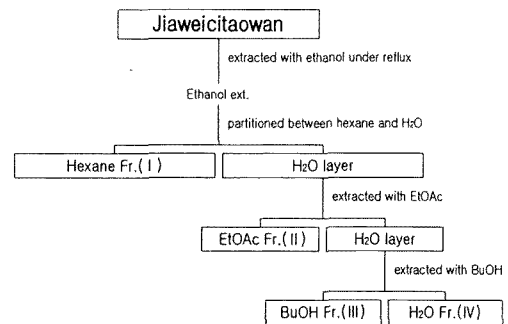 Jiaweicitaowan
extracted with ethanol under reflux
Ethanol ext.
partitioned between hexane and H2O
Hexane Fr.(I)
H2O layer
extracted with EtOAc
EtOAc Fr.(II)
H2O layer
extracted with BuOH
BuOH Fr.(III)
H2O Fr.(IV)